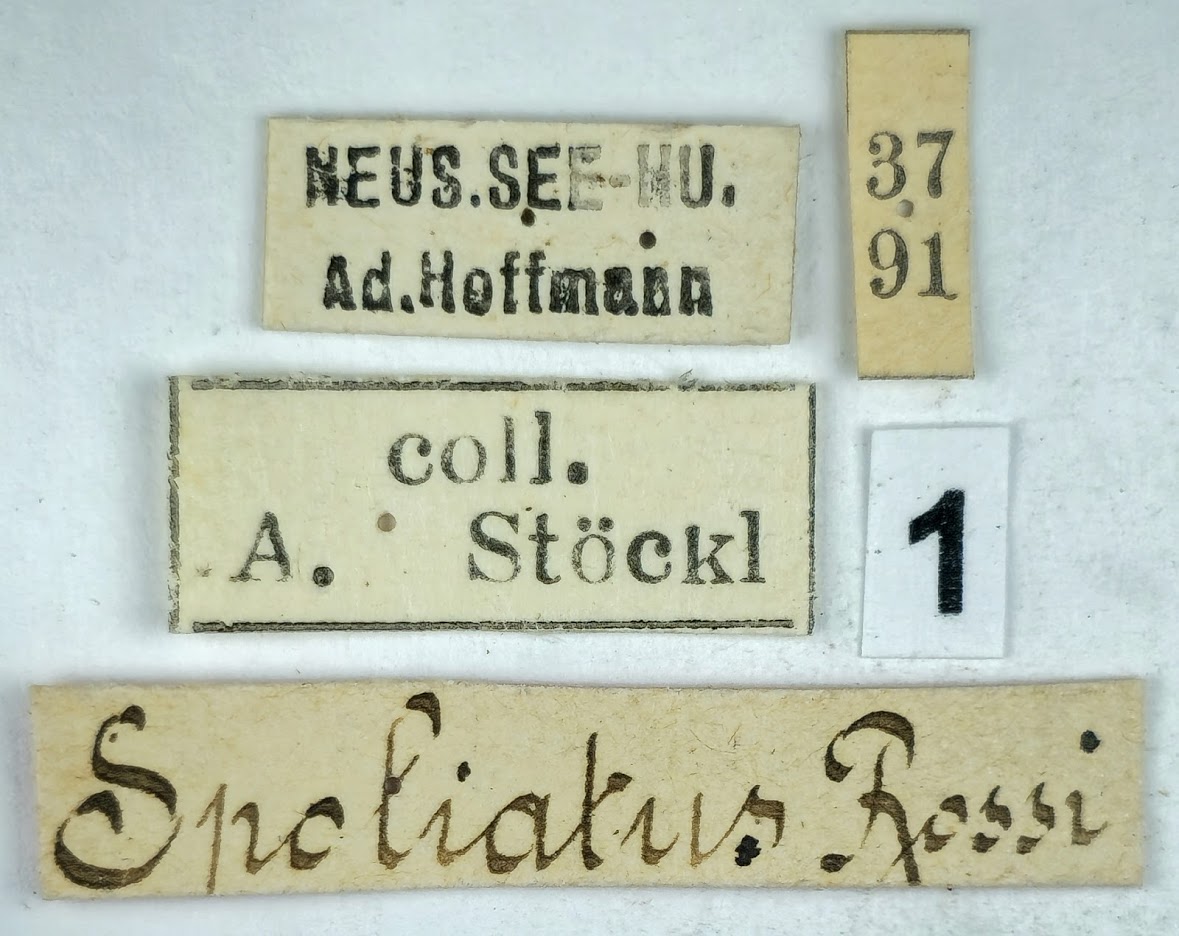 NEUS.SEE-HU.
Ad.Hoffmann
37
91
coll.
A. Stöckl
1
Spoliatus Rossi